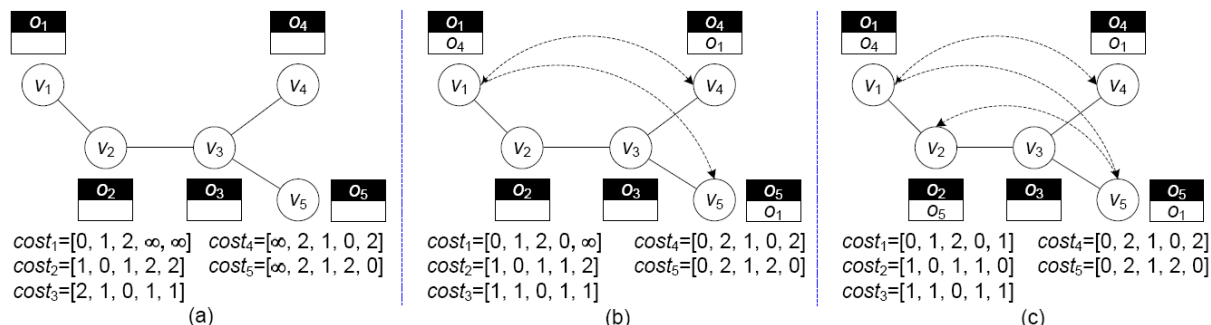 o1 o4
v1 v4
v2 v3
o2 o3 v5 o5
cost1=[0, 1, 2, ∞, ∞] cost4=[∞, 2, 1, 0, 2]
cost2=[1, 0, 1, 2, 2] cost5=[∞, 2, 1, 2, 0]
cost3=[2, 1, 0, 1, 1]
(a)
o1 o4
o4 o1
v1 v4
v2 v3
o2 o3 v5 o5
o1
cost1=[0, 1, 2, 0, ∞] cost4=[0, 2, 1, 0, 2]
cost2=[1, 0, 1, 1, 2] cost5=[0, 2, 1, 2, 0]
cost3=[1, 1, 0, 1, 1]
(b)
o1 o4
o4 o1
v1 v4
v2 v3
o2 o3 v5 o5
o5 o1
cost1=[0, 1, 2, 0, 1] cost4=[0, 2, 1, 0, 2]
cost2=[1, 0, 1, 1, 0] cost5=[0, 2, 1, 2, 0]
cost3=[1, 1, 0, 1, 1]
(c)